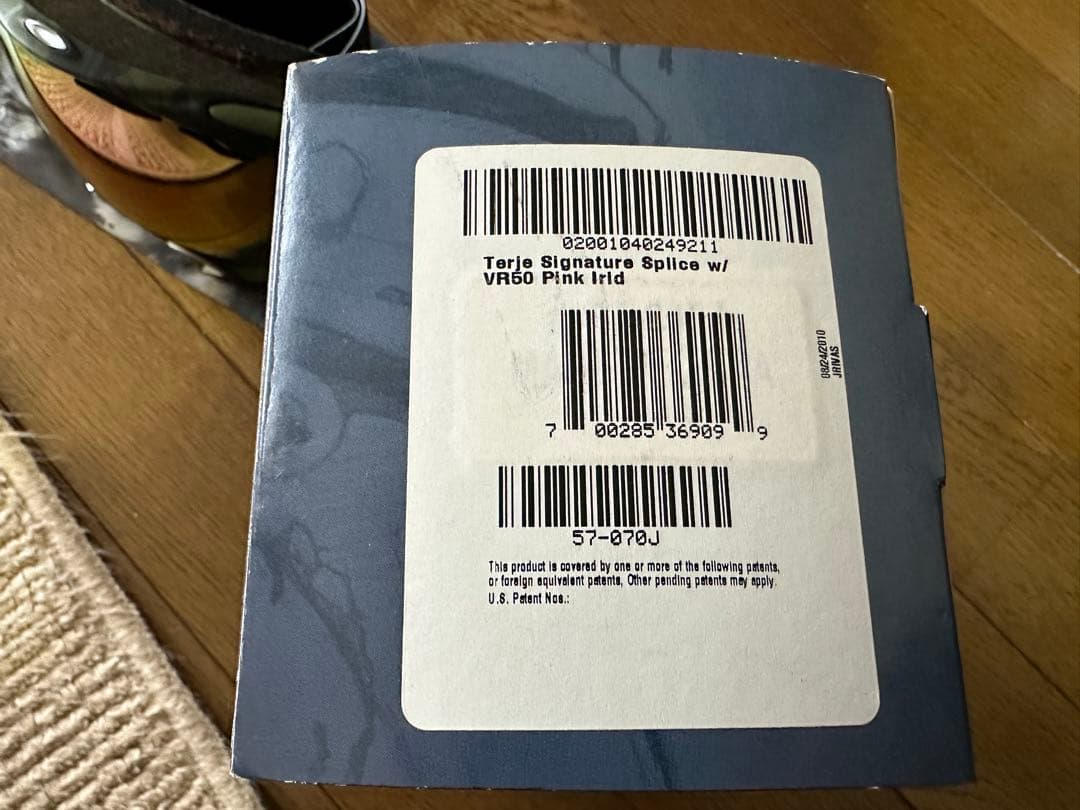 02001040249211
Terje Signature Splice w/
VR50 Pink Irid
08/24/2010
JRIVAS
7 00285 36909 9
57-070J
This product is covered by one or more of the following patents,
or foreign equivalent patents, Other pending patents may apply.
U.S. Patent Nos.: